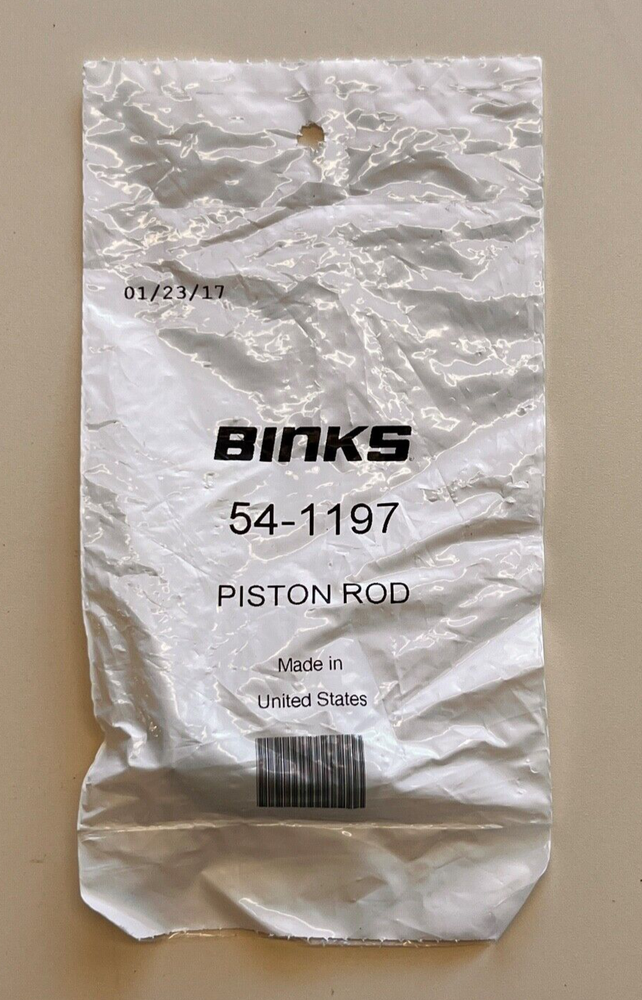 01/23/17
BINKS
54-1197
PISTON ROD
Made in
United States